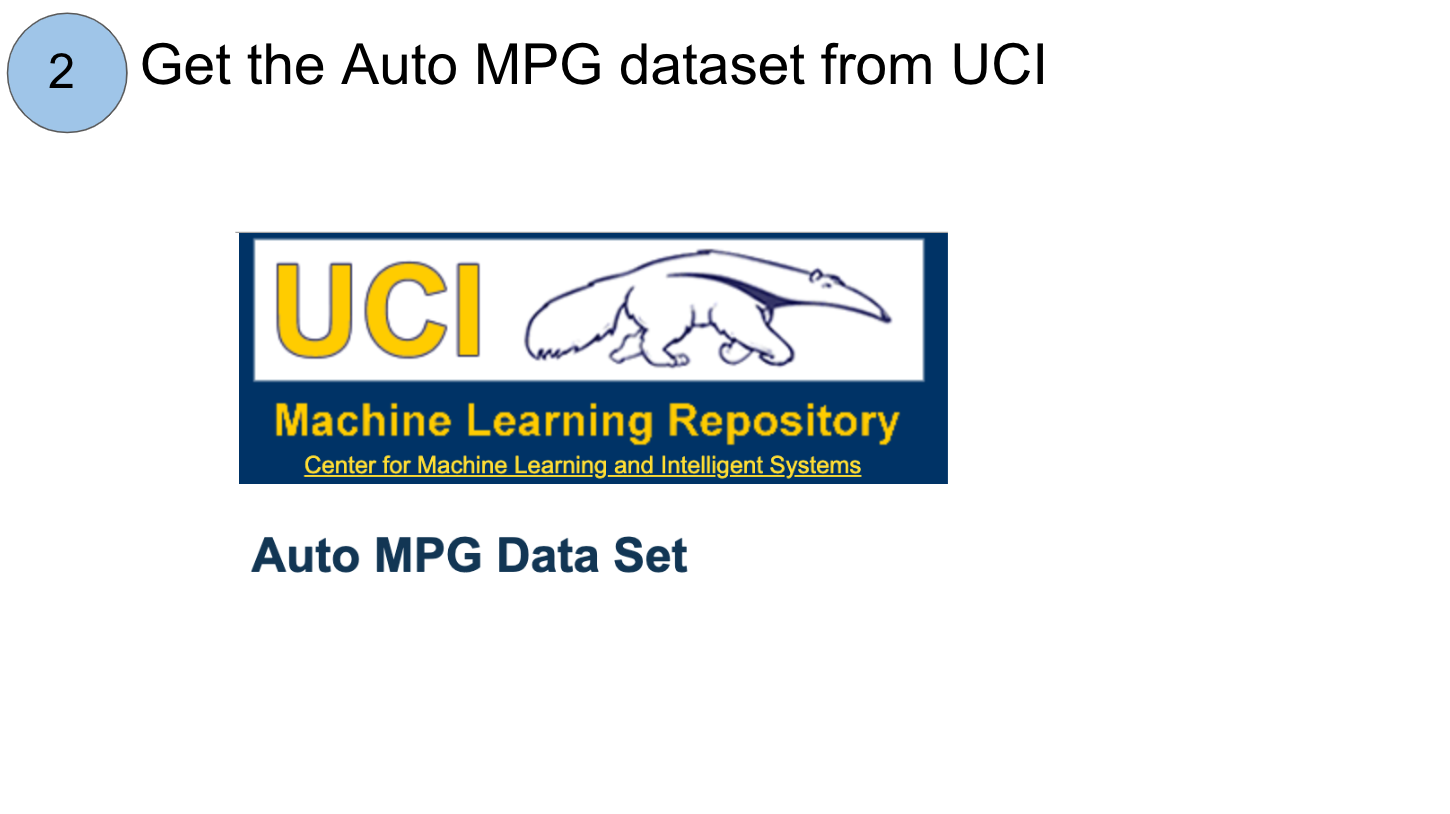 2
Get the Auto MPG dataset from UCI
UCI
Machine Learning Repository
Center for Machine Learning and Intelligent Systems
Auto MPG Data Set